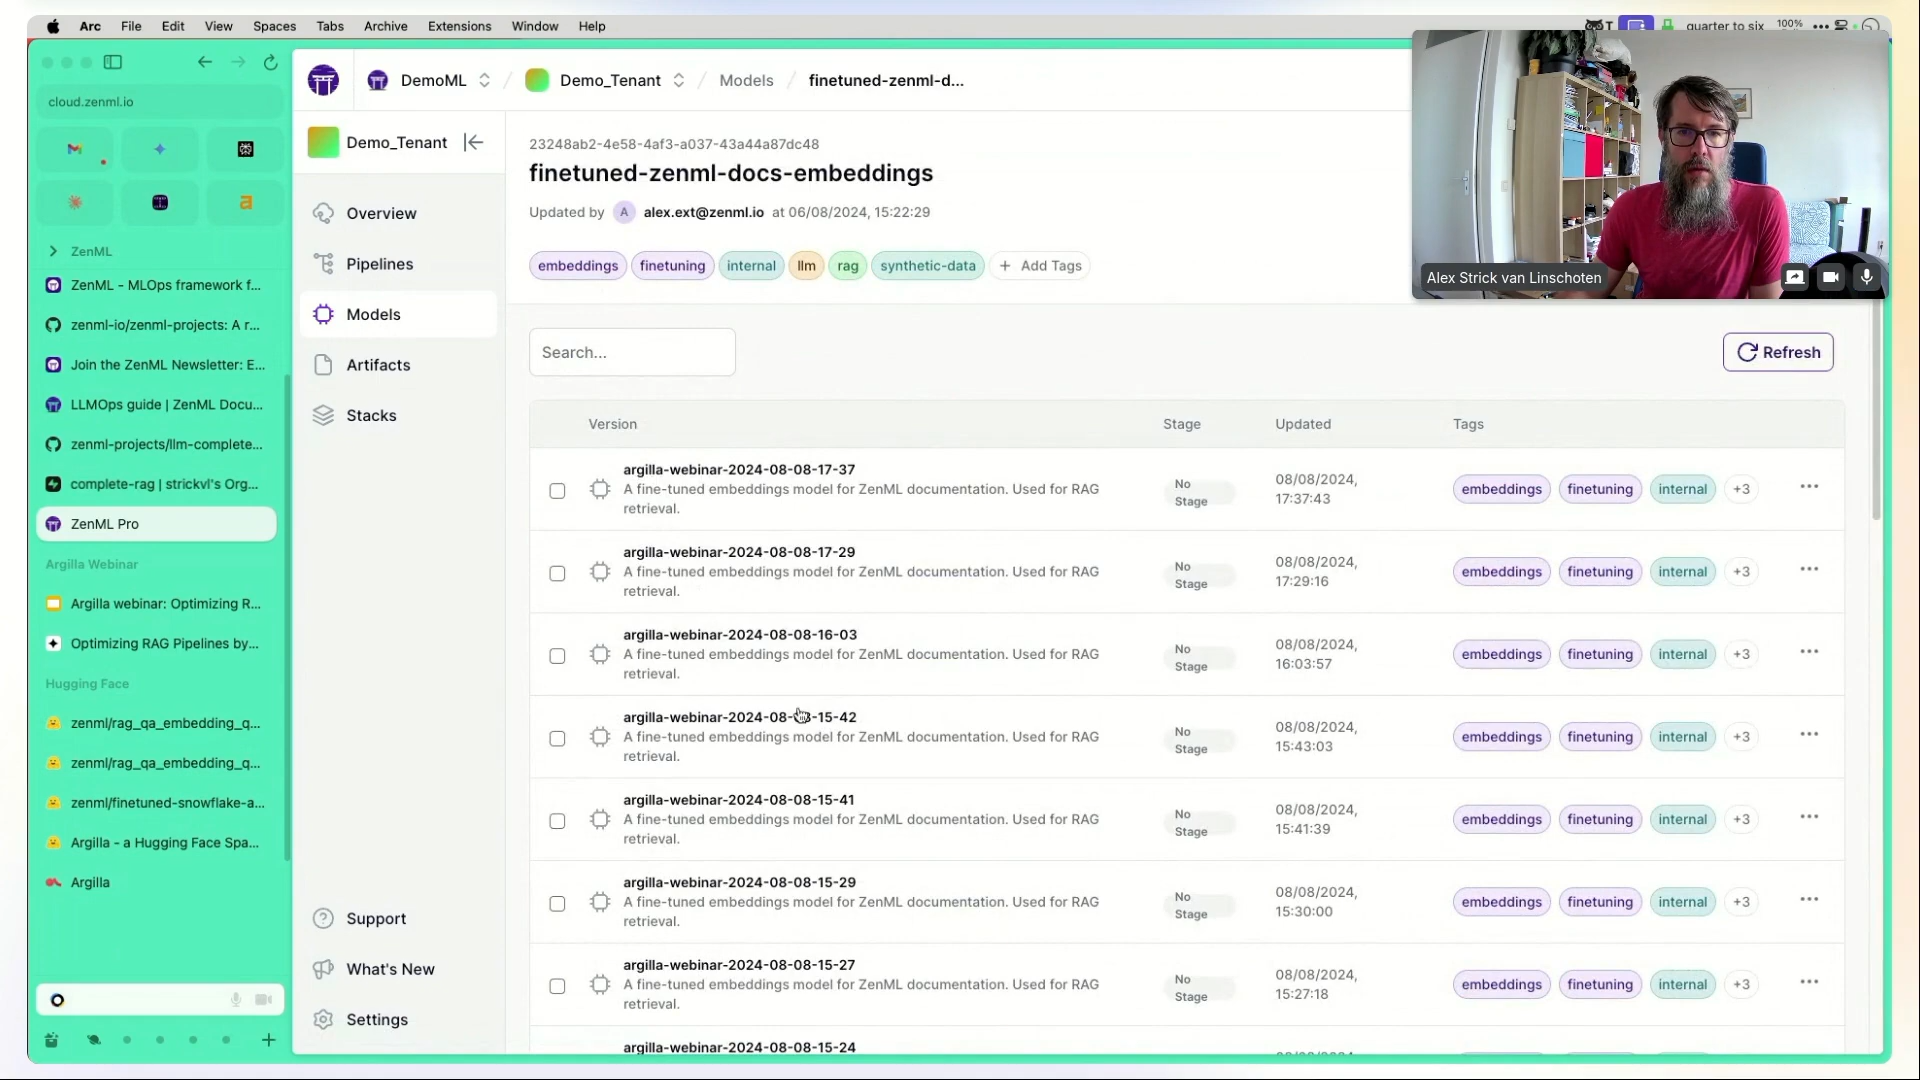 Arc File Edit View Spaces Tabs Archive Extensions Window Help
T quarter to six 100%
cloud.zenml.io
ZenML
ZenML - MLOps framework f...
zenml-io/zenml-projects: A r...
Join the ZenML Newsletter: E...
LLMOps guide | ZenML Docu...
zenml-projects/llm-complete...
complete-rag | strickvl's Org...
ZenML Pro
Argilla Webinar
Argilla webinar: Optimizing R...
Optimizing RAG Pipelines by...
Hugging Face
zenml/rag_qa_embedding_q...
zenml/rag_qa_embedding_q...
zenml/finetuned-snowflake-a...
Argilla - a Hugging Face Spa...
Argilla
DemoML / Demo_Tenant / Models / finetuned-zenml-d...
Demo_Tenant
Overview
Pipelines
Models
Artifacts
Stacks
Support
What's New
Settings
23248ab2-4e58-4af3-a037-43a44a87dc48
finetuned-zenml-docs-embeddings
Updated by A alex.ext@zenml.io at 06/08/2024, 15:22:29
embeddings finetuning internal llm rag synthetic-data + Add Tags
Alex Strick van Linschoten
Search...
Refresh
Version Stage Updated Tags
argilla-webinar-2024-08-08-17-37
A fine-tuned embeddings model for ZenML documentation. Used for RAG
retrieval.
No
Stage
08/08/2024,
17:37:43
embeddings finetuning internal +3
argilla-webinar-2024-08-08-17-29
A fine-tuned embeddings model for ZenML documentation. Used for RAG
retrieval.
No
Stage
08/08/2024,
17:29:16
embeddings finetuning internal +3
argilla-webinar-2024-08-08-16-03
A fine-tuned embeddings model for ZenML documentation. Used for RAG
retrieval.
No
Stage
08/08/2024,
16:03:57
embeddings finetuning internal +3
argilla-webinar-2024-08-08-15-42
A fine-tuned embeddings model for ZenML documentation. Used for RAG
retrieval.
No
Stage
08/08/2024,
15:43:03
embeddings finetuning internal +3
argilla-webinar-2024-08-08-15-41
A fine-tuned embeddings model for ZenML documentation. Used for RAG
retrieval.
No
Stage
08/08/2024,
15:41:39
embeddings finetuning internal +3
argilla-webinar-2024-08-08-15-29
A fine-tuned embeddings model for ZenML documentation. Used for RAG
retrieval.
No
Stage
08/08/2024,
15:30:00
embeddings finetuning internal +3
argilla-webinar-2024-08-08-15-27
A fine-tuned embeddings model for ZenML documentation. Used for RAG
retrieval.
No
Stage
08/08/2024,
15:27:18
embeddings finetuning internal +3
argilla-webinar-2024-08-08-15-24